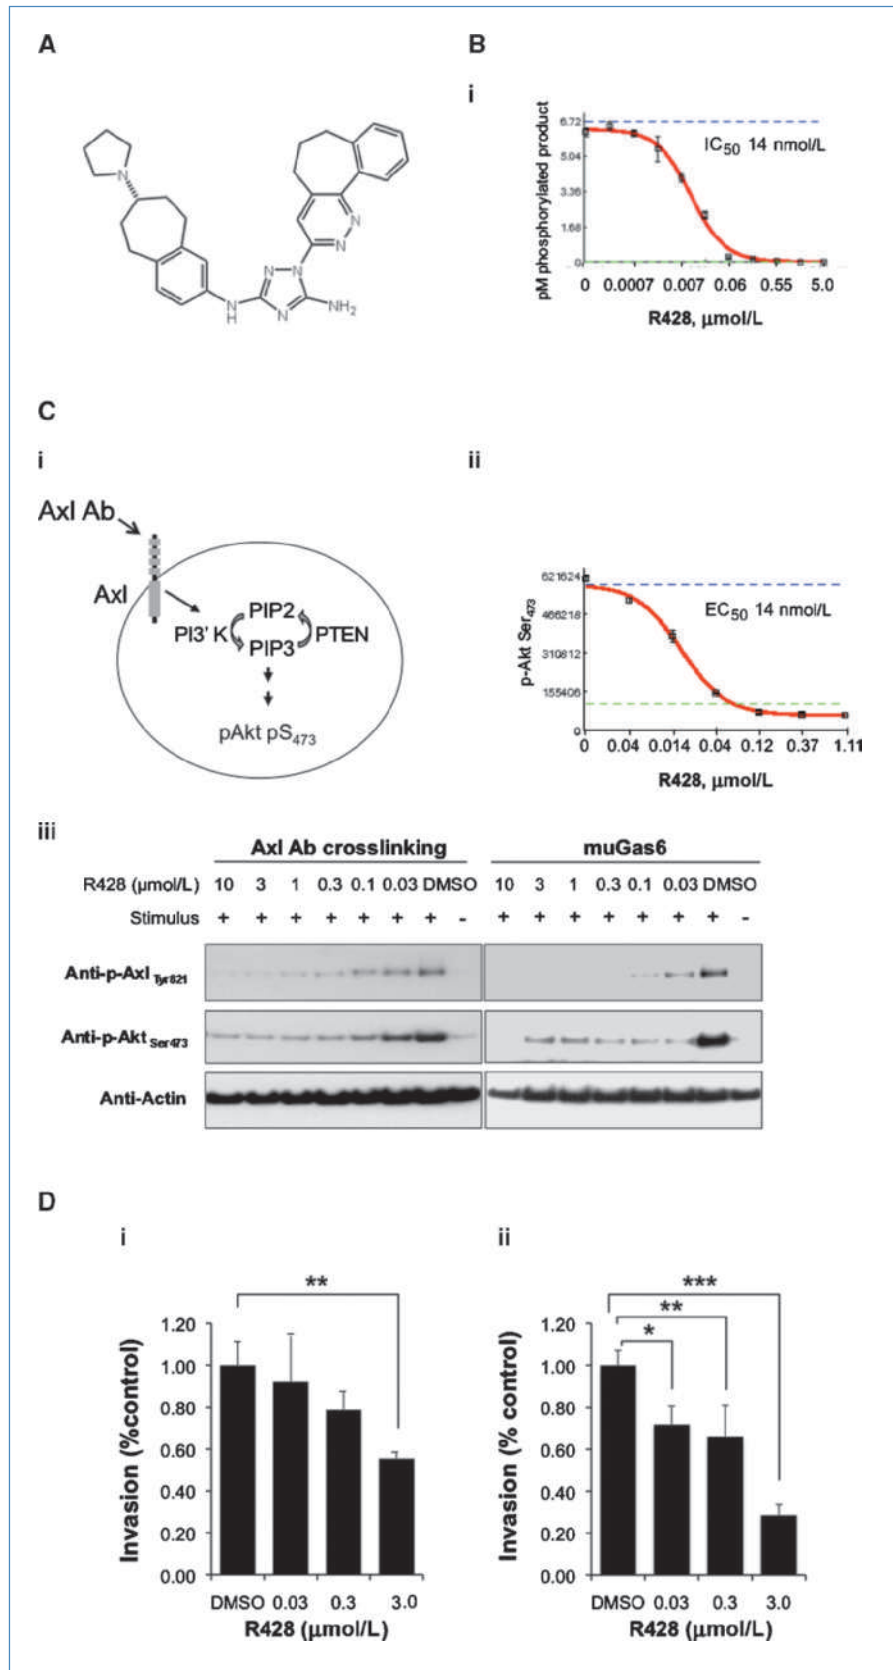 A
N
N
N
N
N
N
N
H
NH2
B
i
pM phosphorylated product
6.72
5.04
3.36
1.68
0
IC50 14 nmol/L
0 0.0007 0.007 0.06 0.55 5.0
R428, μmol/L
C
i
Axl Ab
Axl
PI3' K
PIP2
PIP3
PTEN
pAkt pS473
ii
p-Akt Ser473
621624
466218
310812
155406
0
EC50 14 nmol/L
0 0.04 0.014 0.04 0.12 0.37 1.11
R428, μmol/L
iii
Axl Ab crosslinking muGas6
R428 (μmol/L) 10 3 1 0.3 0.1 0.03 DMSO 10 3 1 0.3 0.1 0.03 DMSO
Stimulus + + + + + + + - + + + + + + + -
Anti-p-Axl Tyr821
Anti-p-Akt Ser473
Anti-Actin
D
i
**
Invasion (%control)
1.20
1.00
0.80
0.60
0.40
0.20
0.00
DMSO 0.03 0.3 3.0
R428 (μmol/L)
ii
***
**
*
Invasion (% control)
1.20
1.00
0.80
0.60
0.40
0.20
0.00
DMSO 0.03 0.3 3.0
R428 (μmol/L)